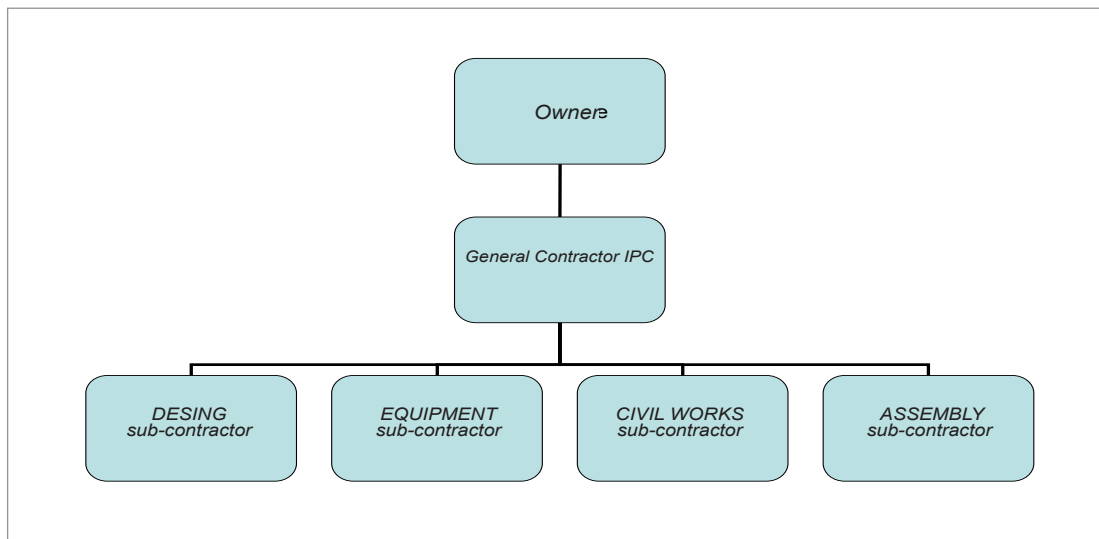 Ownere
General Contractor IPC
DESING
sub-contractor
EQUIPMENT
sub-contractor
CIVIL WORKS
sub-contractor
ASSEMBLY
sub-contractor